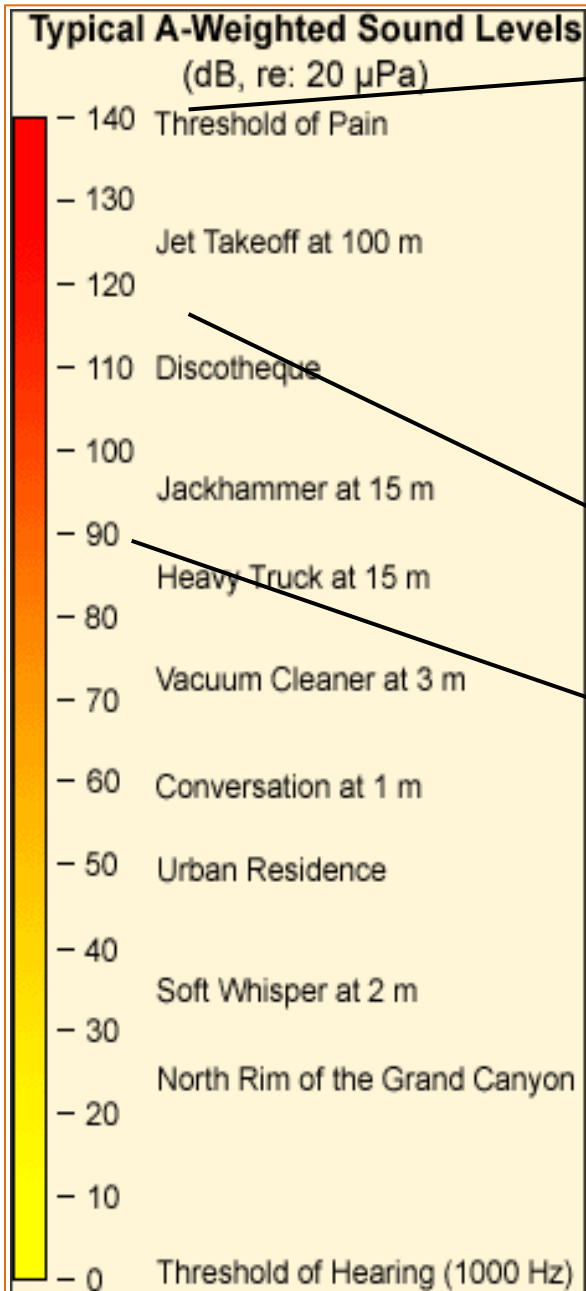 Typical A-Weighted Sound Levels
(dB, re: 20 µPa)
140 Threshold of Pain
130
Jet Takeoff at 100 m
120
110 Discotheque
100
Jackhammer at 15 m
90
Heavy Truck at 15 m
80
Vacuum Cleaner at 3 m
70
60 Conversation at 1 m
50 Urban Residence
40
Soft Whisper at 2 m
30
North Rim of the Grand Canyon
20
10
0 Threshold of Hearing (1000 Hz)